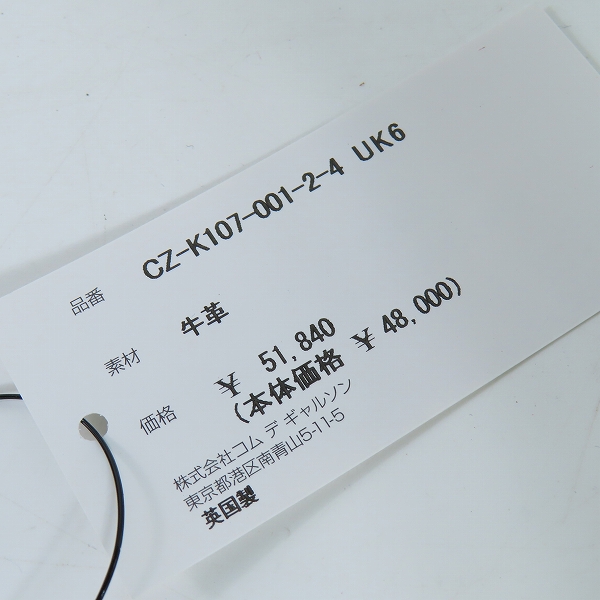 品番 CZ-K107-001-2-4 UK6
素材 牛革
価格 ¥ 51,840
(本体価格 ¥ 48,000)
株式会社コム デ ギャルソン
東京都港区南青山5-11-5
英国製